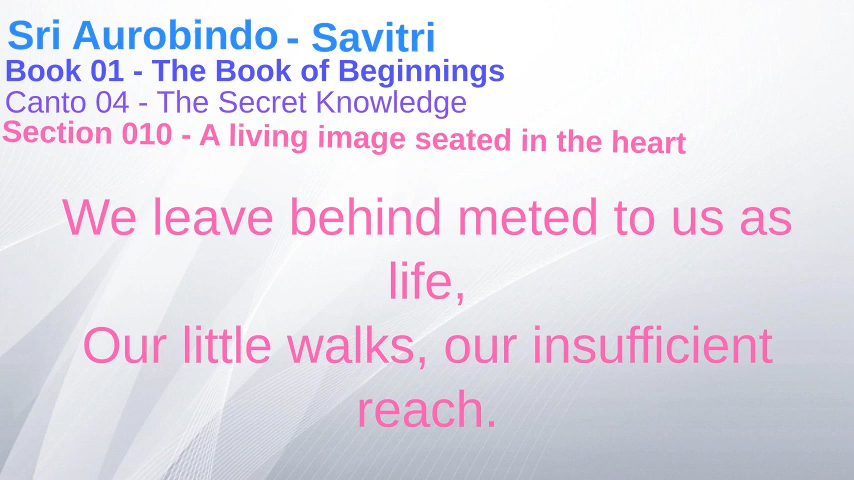 Sri Aurobindo - Savitri
Book 01 - The Book of Beginnings
Canto 04 - The Secret Knowledge
Section 010 - A living image seated in the heart
We leave behind meted to us as
life,
Our little walks, our insufficient
reach.